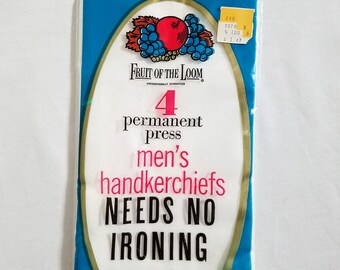 FRUIT OF THE LOOM®
4
permanent
press
men's
handkerchiefs
NEEDS NO
IRONING